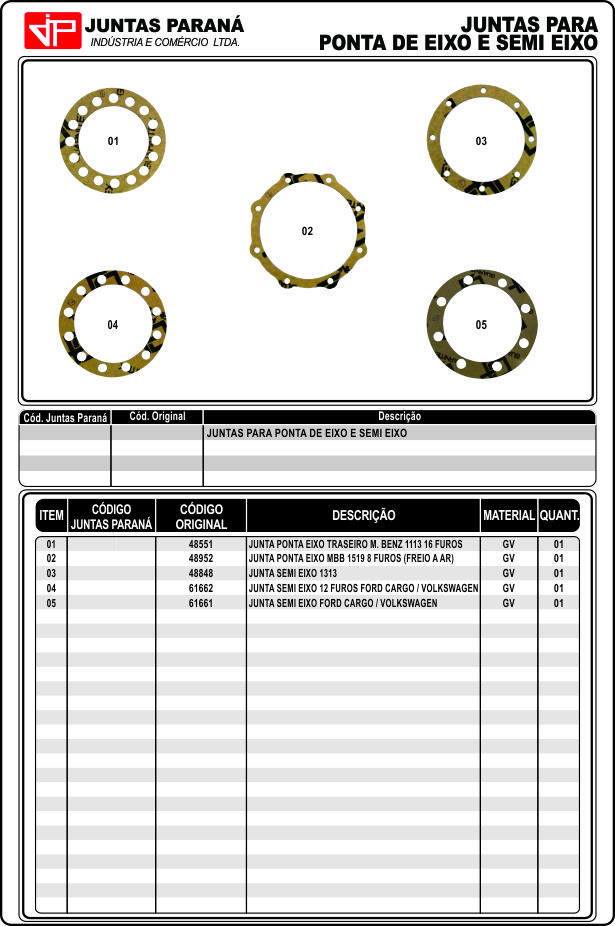 JP JUNTAS PARANÁ
INDÚSTRIA E COMÉRCIO LTDA.
JUNTAS PARA
PONTA DE EIXO E SEMI EIXO
01
03
02
04
05
Cód. Juntas Paraná Cód. Original Descrição
JUNTAS PARA PONTA DE EIXO E SEMI EIXO
ITEM CÓDIGO JUNTAS PARANÁ CÓDIGO ORIGINAL DESCRIÇÃO MATERIAL QUANT.
01 48551 JUNTA PONTA EIXO TRASEIRO M. BENZ 1113 16 FUROS GV 01
02 48952 JUNTA PONTA EIXO MBB 1519 8 FUROS (FREIO A AR) GV 01
03 48848 JUNTA SEMI EIXO 1313 GV 01
04 61662 JUNTA SEMI EIXO 12 FUROS FORD CARGO / VOLKSWAGEN GV 01
05 61661 JUNTA SEMI EIXO FORD CARGO / VOLKSWAGEN GV 01